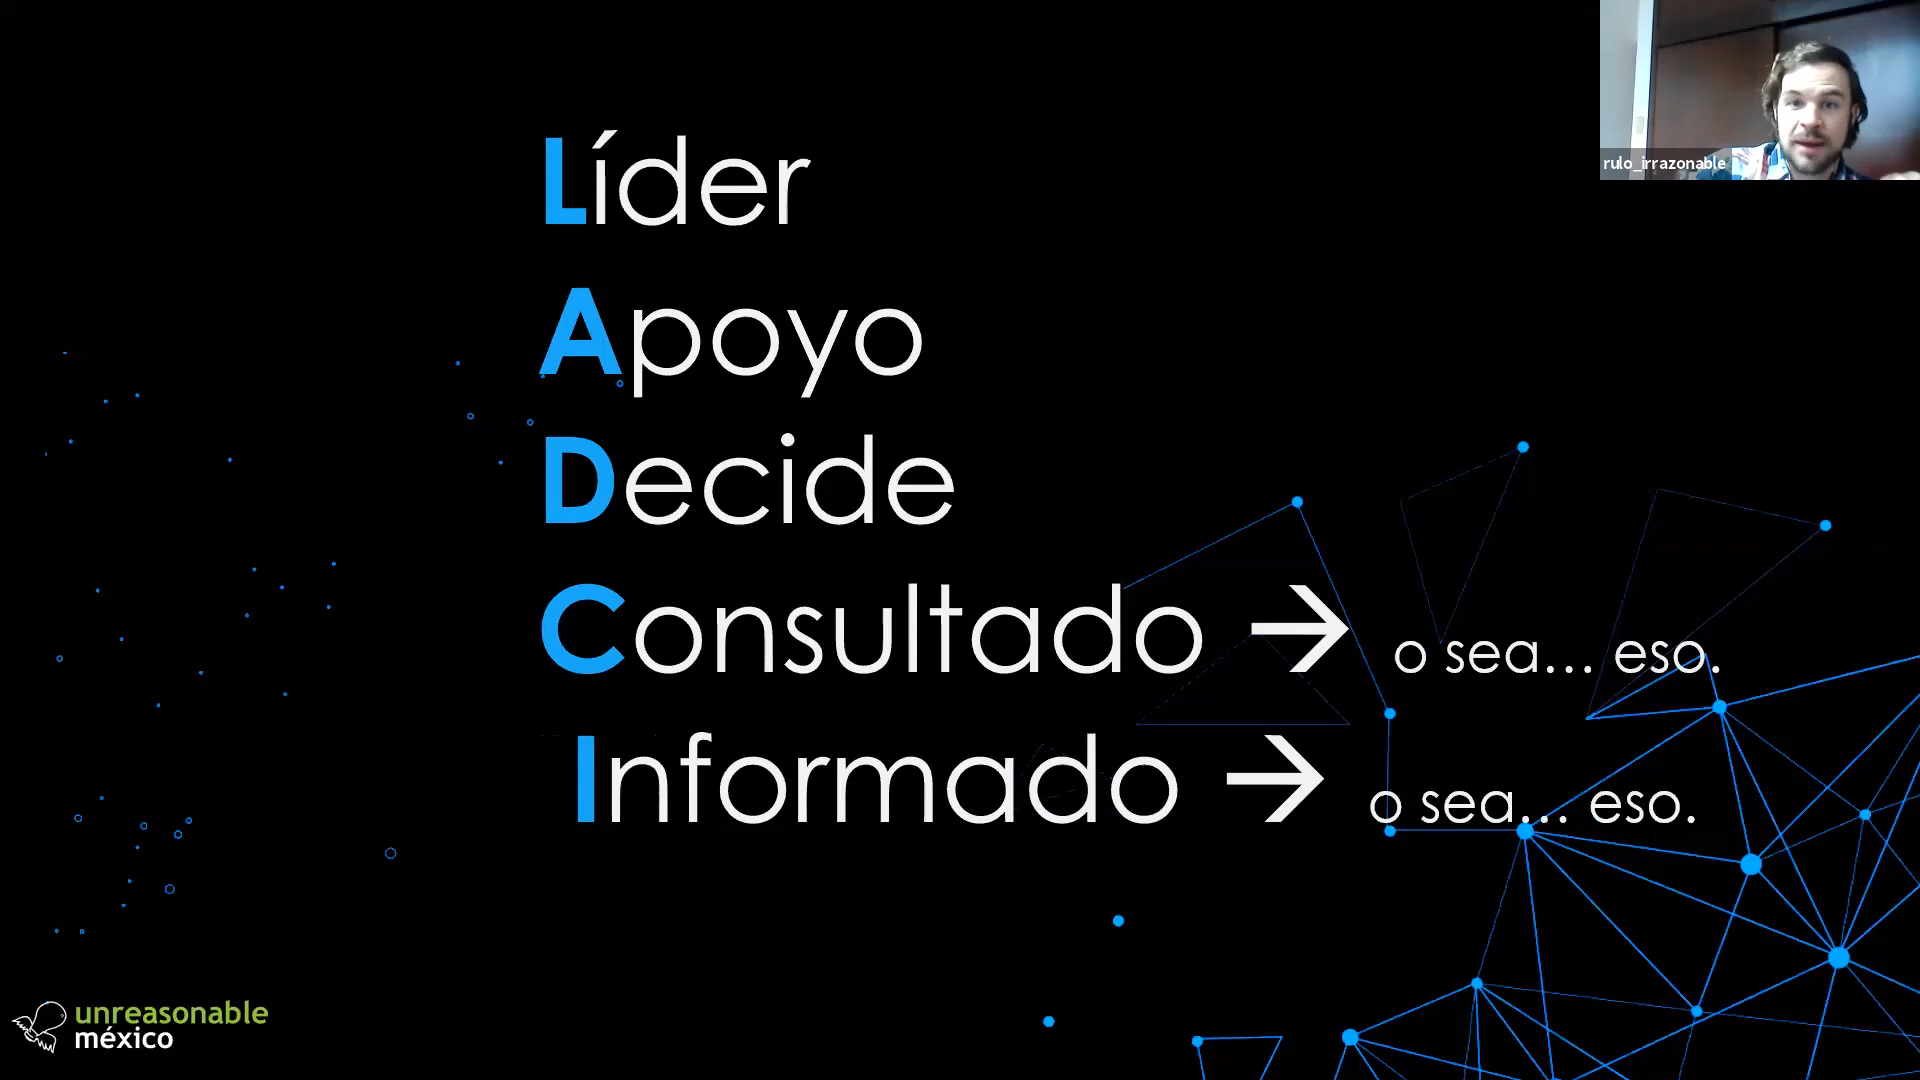 rulo_irrazonable
Líder
Apoyo
Decide
Consultado → o sea... eso.
Informado → o sea... eso.
unreasonable
méxico